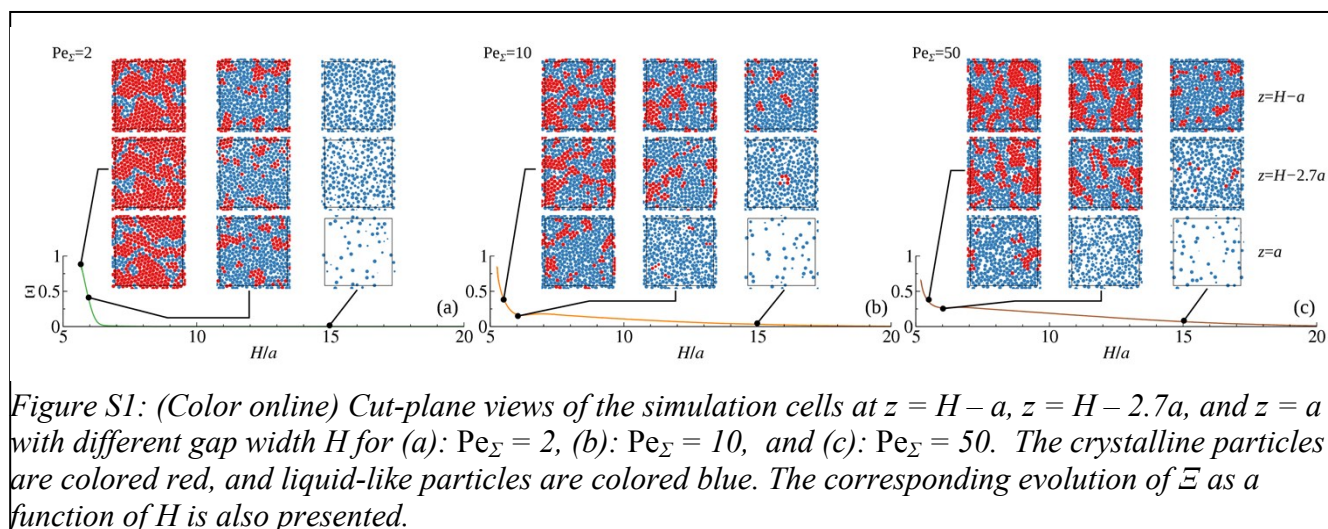 Pe_Σ=2
Pe_Σ=10
Pe_Σ=50
z=H−a
z=H−2.7a
z=a
1
0.5
0
Ξ
5
10
15
20
H/a
(a)
1
0.5
0
5
10
15
20
H/a
(b)
1
0.5
0
5
10
15
20
H/a
(c)
Figure S1: (Color online) Cut-plane views of the simulation cells at z = H – a, z = H – 2.7a, and z = a
with different gap width H for (a): Pe_Σ = 2, (b): Pe_Σ = 10, and (c): Pe_Σ = 50. The crystalline particles
are colored red, and liquid-like particles are colored blue. The corresponding evolution of Ξ as a
function of H is also presented.